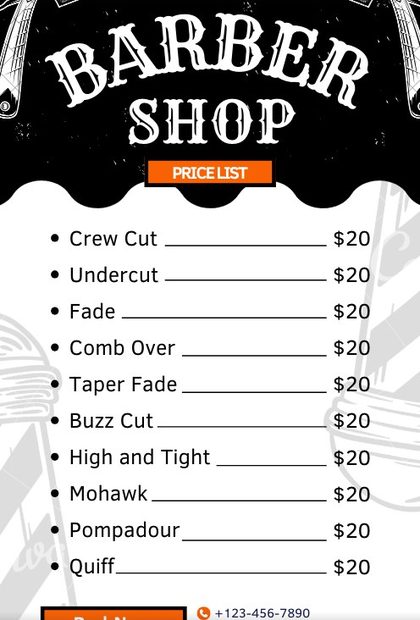 BARBER
SHOP
PRICE LIST
• Crew Cut $20
• Undercut $20
• Fade $20
• Comb Over $20
• Taper Fade $20
• Buzz Cut $20
• High and Tight $20
• Mohawk $20
• Pompadour $20
• Quiff $20
+123-456-7890